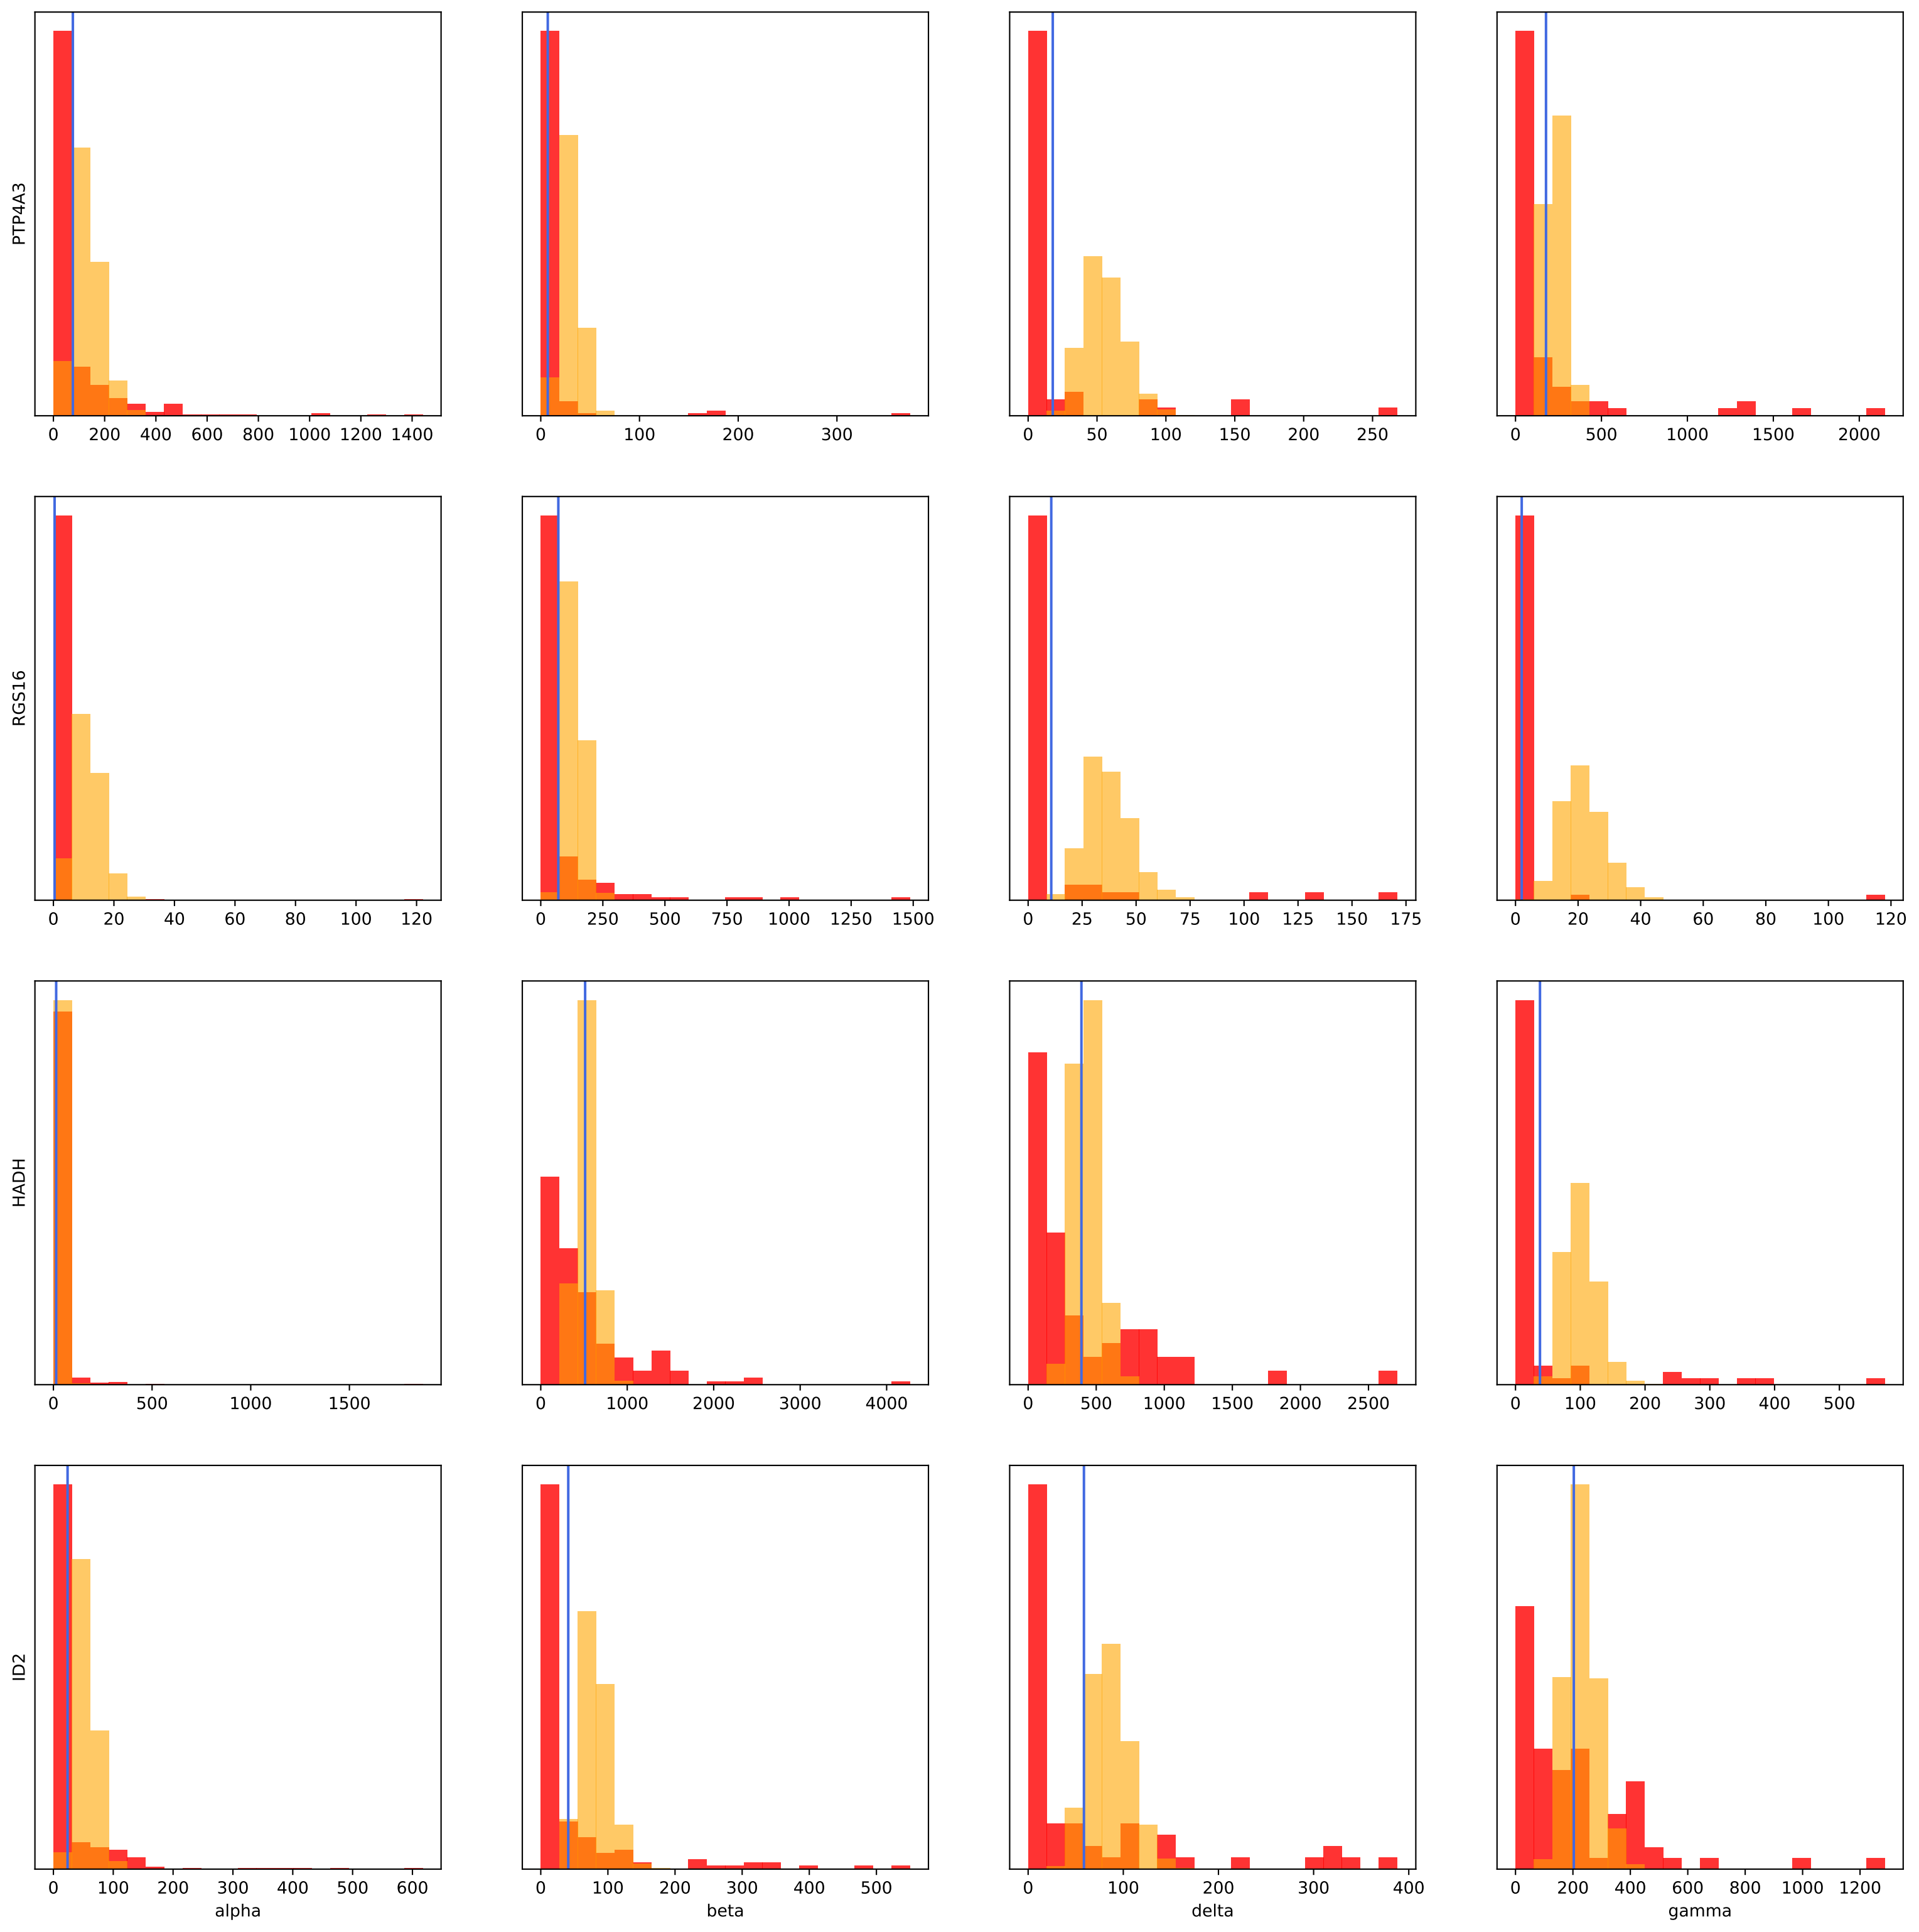 PTP4A3
0 200 400 600 800 1000 1200 1400
0 100 200 300
0 50 100 150 200 250
0 500 1000 1500 2000
RGS16
0 20 40 60 80 100 120
0 250 500 750 1000 1250 1500
0 25 50 75 100 125 150 175
0 20 40 60 80 100 120
HADH
0 500 1000 1500
0 1000 2000 3000 4000
0 500 1000 1500 2000 2500
0 100 200 300 400 500
ID2
0 100 200 300 400 500 600
0 100 200 300 400 500
0 100 200 300 400
0 200 400 600 800 1000 1200
alpha
beta
delta
gamma